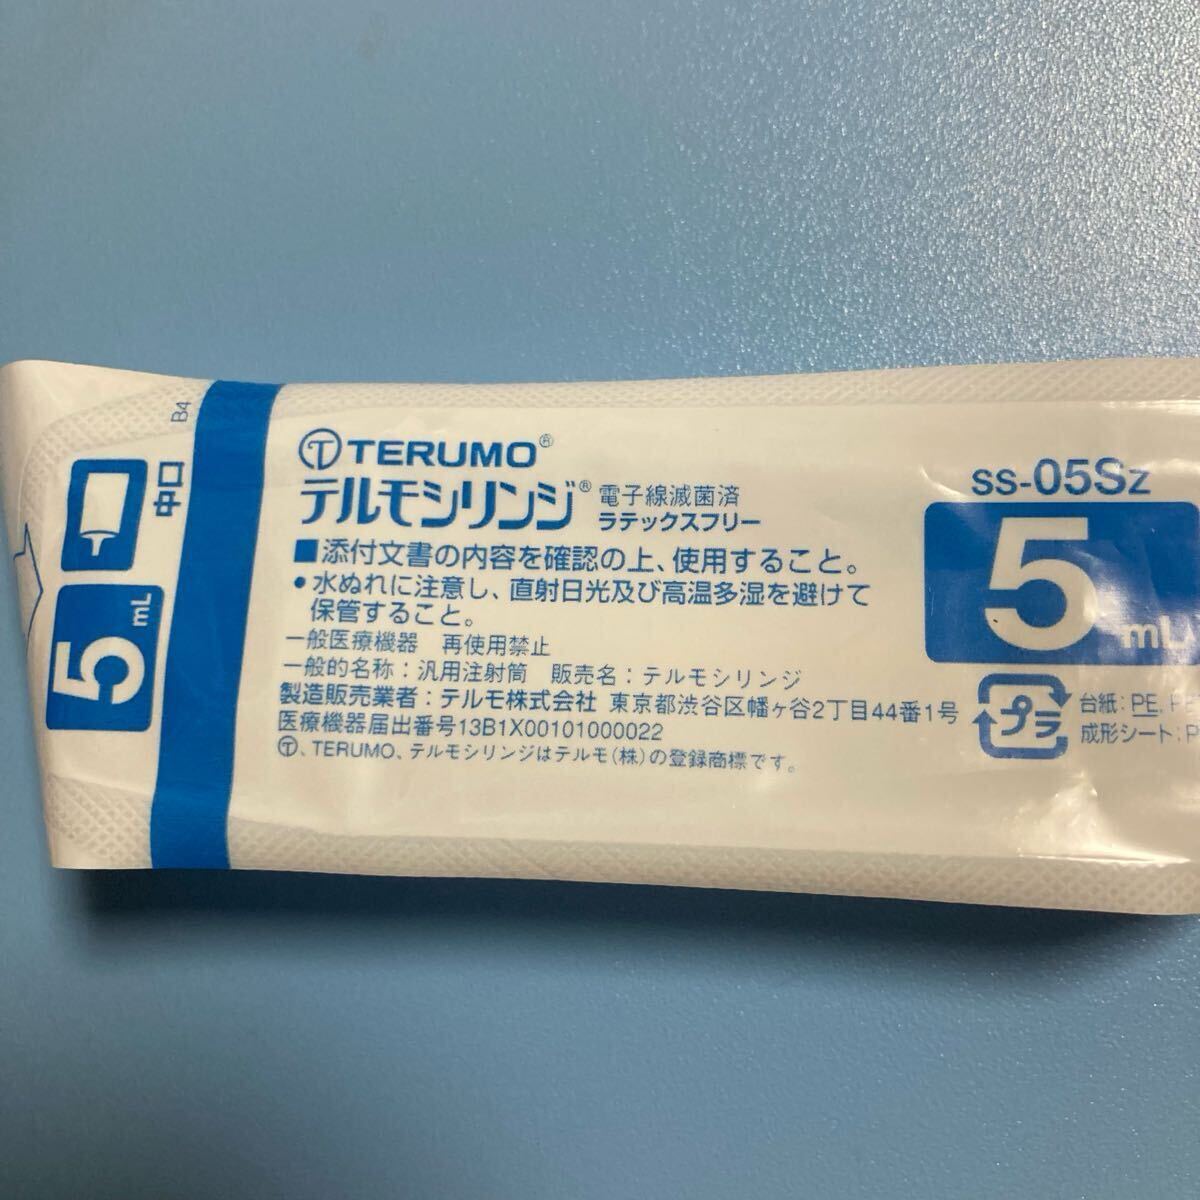 B4
中口
5 mL
Ⓣ TERUMO®
テルモシリンジ® 電子線滅菌済
ラテックスフリー
■添付文書の内容を確認の上、使用すること。
●水ぬれに注意し、直射日光及び高温多湿を避けて
保管すること。
一般医療機器 再使用禁止
一般的名称：汎用注射筒 販売名：テルモシリンジ
製造販売業者：テルモ株式会社 東京都渋谷区幡ヶ谷2丁目44番1号
医療機器届出番号13B1X00101000022
Ⓣ、TERUMO、テルモシリンジはテルモ（株）の登録商標です。
SS-05Sz
5 mL
プラ
台紙：PE,
成形シート：